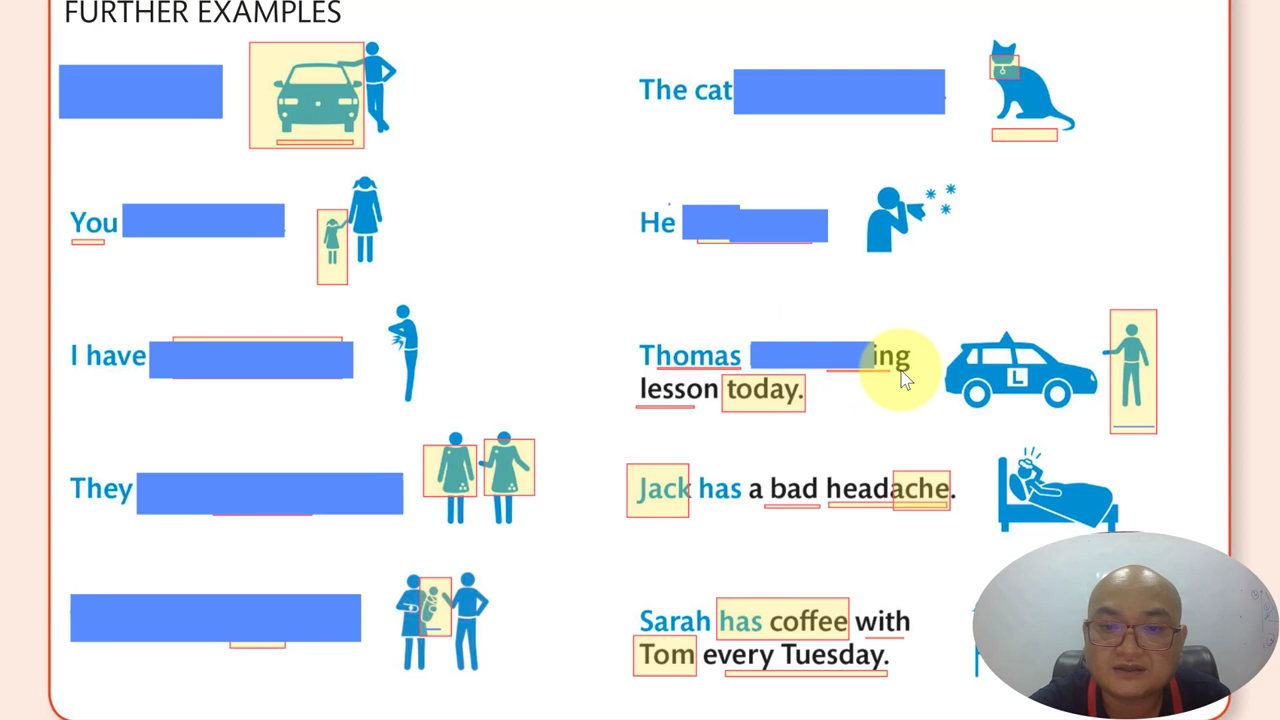 FURTHER EXAMPLES
The cat
You
He
I have
Thomas ing
lesson today.
L
They
Jack has a bad headache.
Sarah has coffee with
Tom every Tuesday.